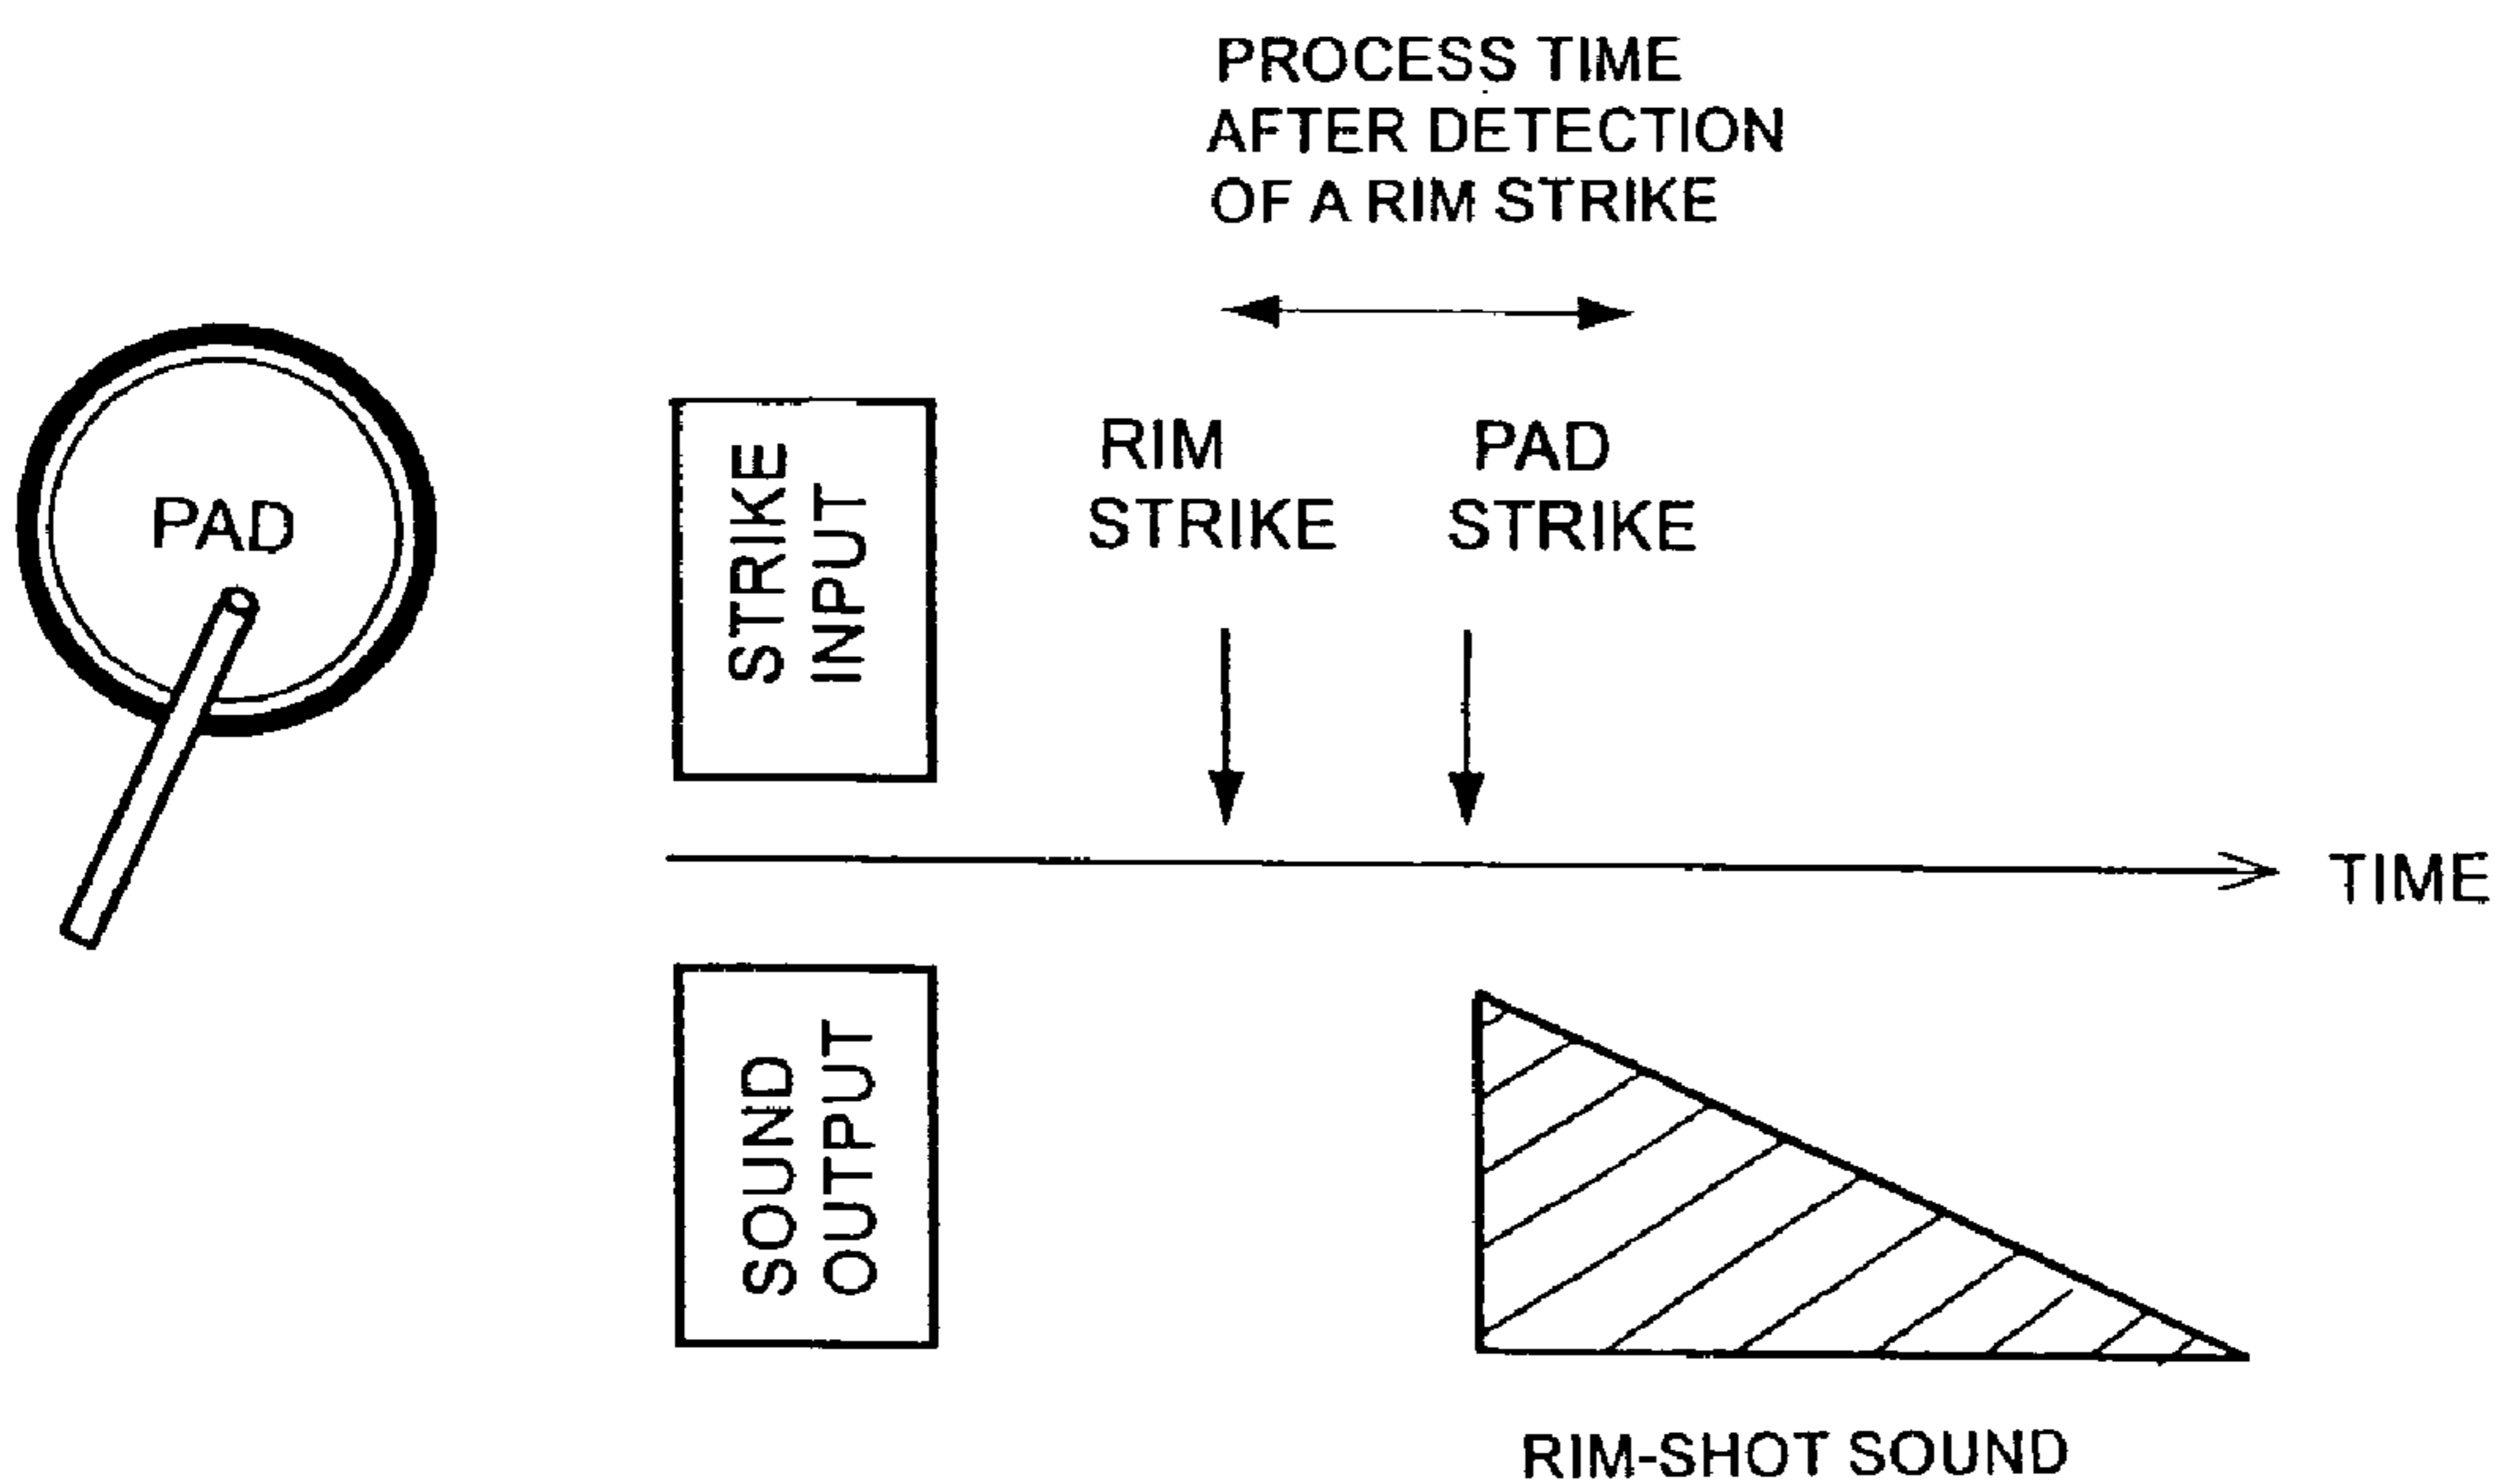 PROCESS TIME
AFTER DETECTION
OF A RIM STRIKE
PAD
STRIKE
INPUT
RIM
STRIKE
PAD
STRIKE
TIME
SOUND
OUTPUT
RIM-SHOT SOUND